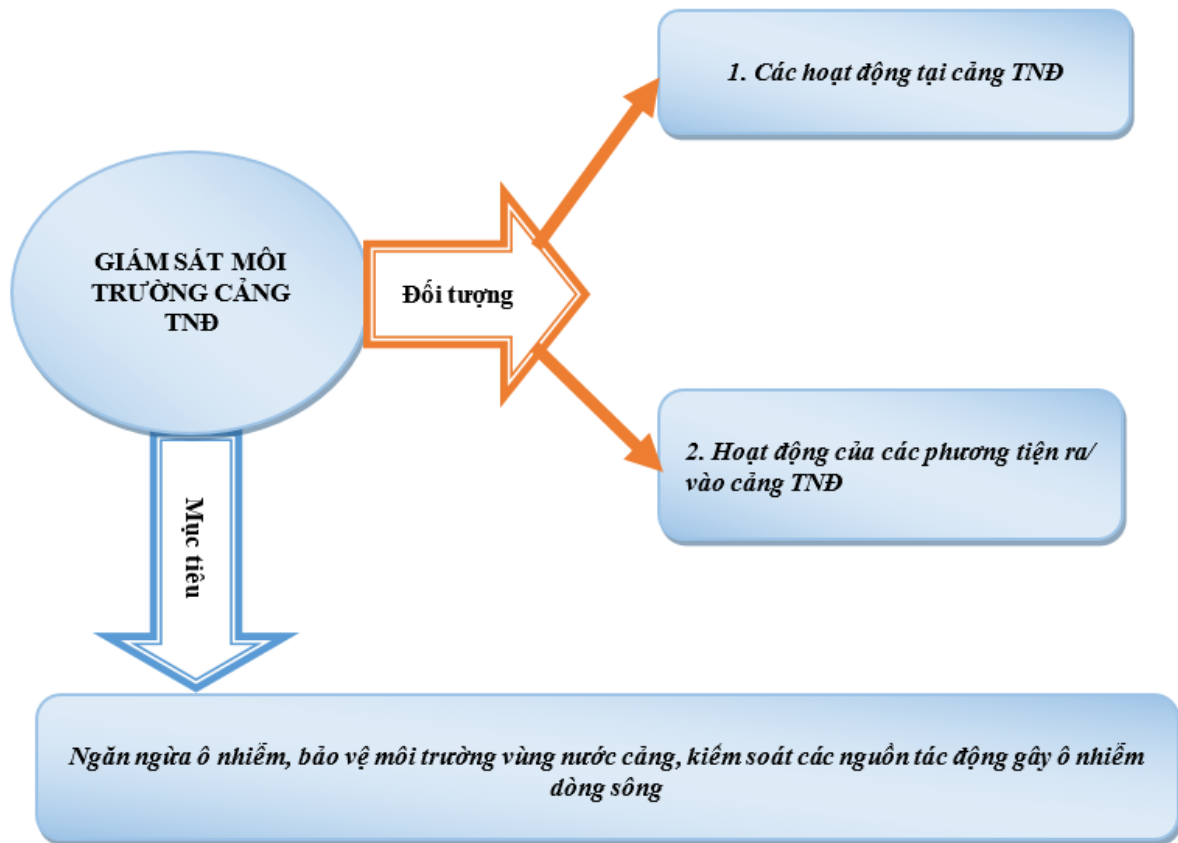 1. Các hoạt động tại cảng TNĐ
GIÁM SÁT MÔI
TRƯỜNG CẢNG
TNĐ
Đối tượng
2. Hoạt động của các phương tiện ra/
vào cảng TNĐ
Mục tiêu
Ngăn ngừa ô nhiễm, bảo vệ môi trường vùng nước cảng, kiểm soát các nguồn tác động gây ô nhiễm
dòng sông